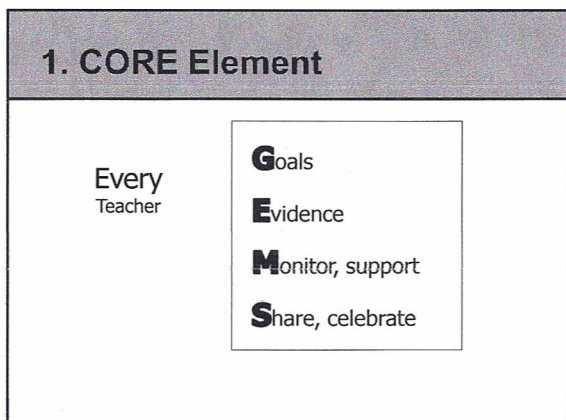 1. CORE Element
Every
Teacher
Goals
Evidence
Monitor, support
Share, celebrate